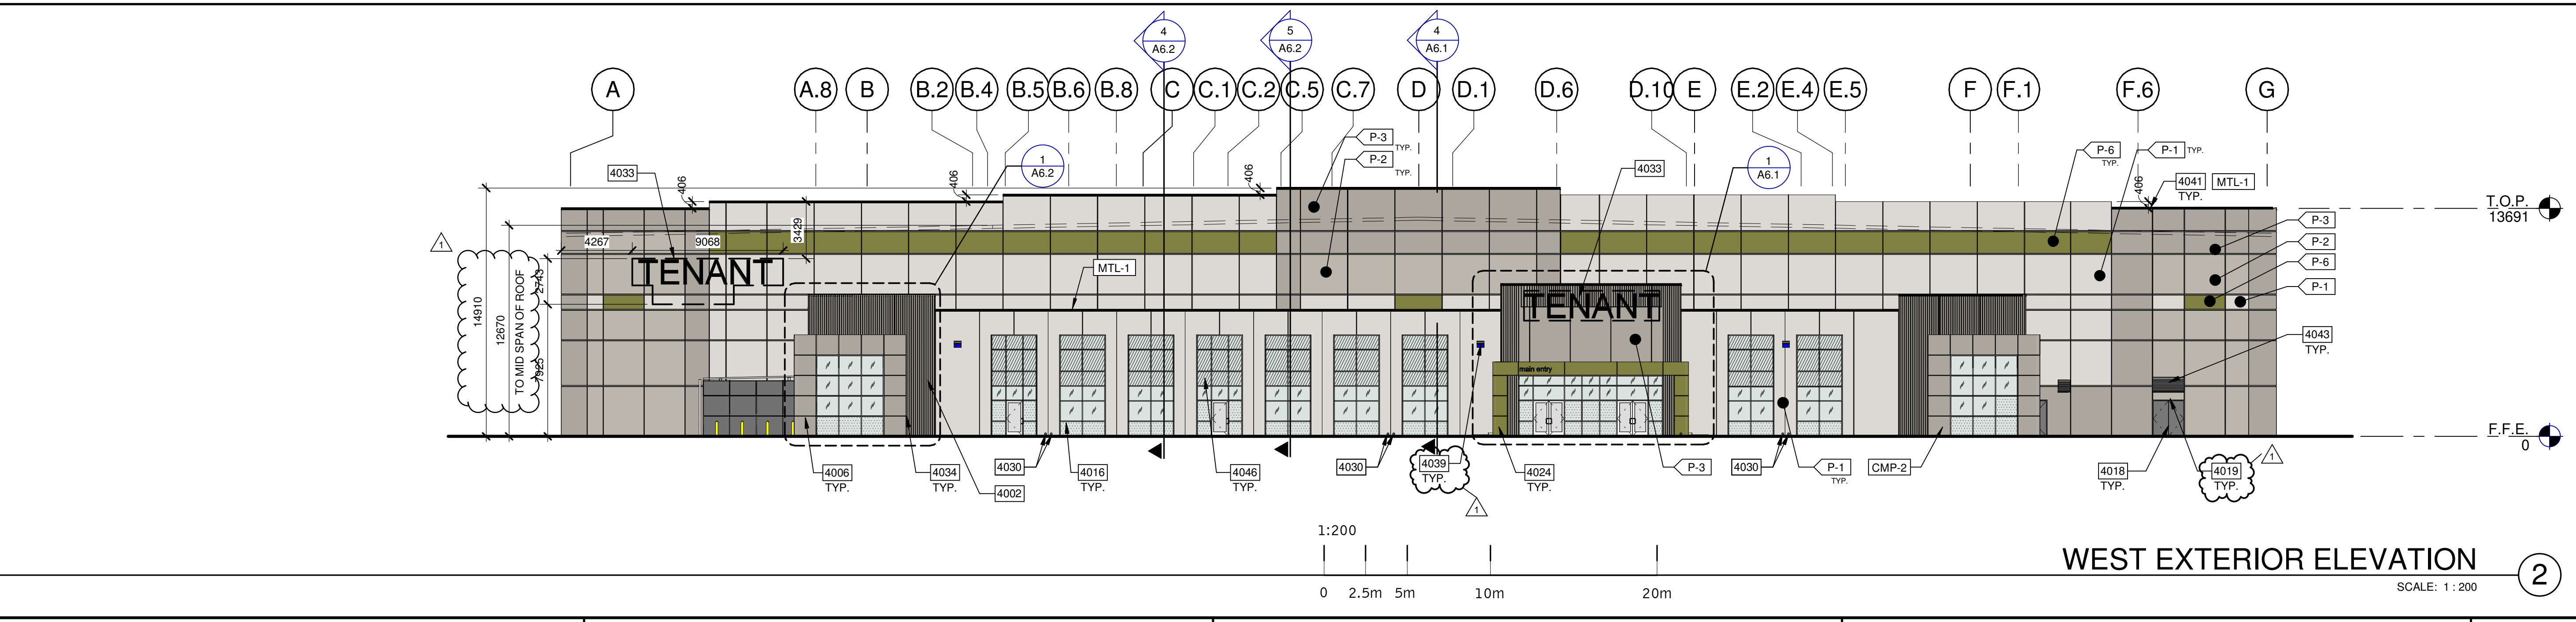 4
A6.2
5
A6.2
4
A6.1
A
A.8
B
B.2
B.4
B.5
B.6
B.8
C
C.1
C.2
C.5
C.7
D
D.1
D.6
D.10
E
E.2
E.4
E.5
F
F.1
F.6
G
P-3
TYP.
P-2
TYP.
1
A6.2
4033
1
A6.1
P-6
TYP.
P-1 TYP.
4033
406
406
406
406
4041 MTL-1
TYP.
T.O.P.
13691
P-3
P-2
P-6
P-1
4043
TYP.
1
4267
9068
3429
TENANT
MTL-1
TENANT
main entry
14910
12670
TO MID SPAN OF ROOF
2743
7925
F.F.E.
0
4006
TYP.
4034
TYP.
4002
4030
4016
TYP.
4046
TYP.
4030
4039
TYP.
1
4024
TYP.
P-3
4030
P-1
TYP.
CMP-2
4018
TYP.
4019
TYP.
1
1:200
0 2.5m 5m 10m 20m
WEST EXTERIOR ELEVATION
SCALE: 1 : 200
2